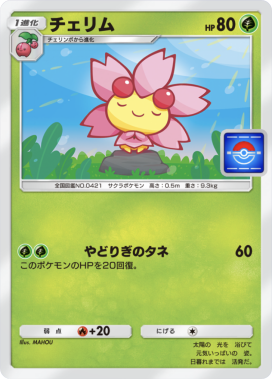 1進化
チェリム
HP80
チェリンボから進化
全国図鑑NO.0421 サクラポケモン 高さ:0.5m 重さ:9.3kg
やどりぎのタネ 60
このポケモンのHPを20回復。
弱点 +20 にげる
illus. MAHOU
太陽の 光を 浴びて
元気いっぱいの 姿。
日暮れまでは 活発だ。